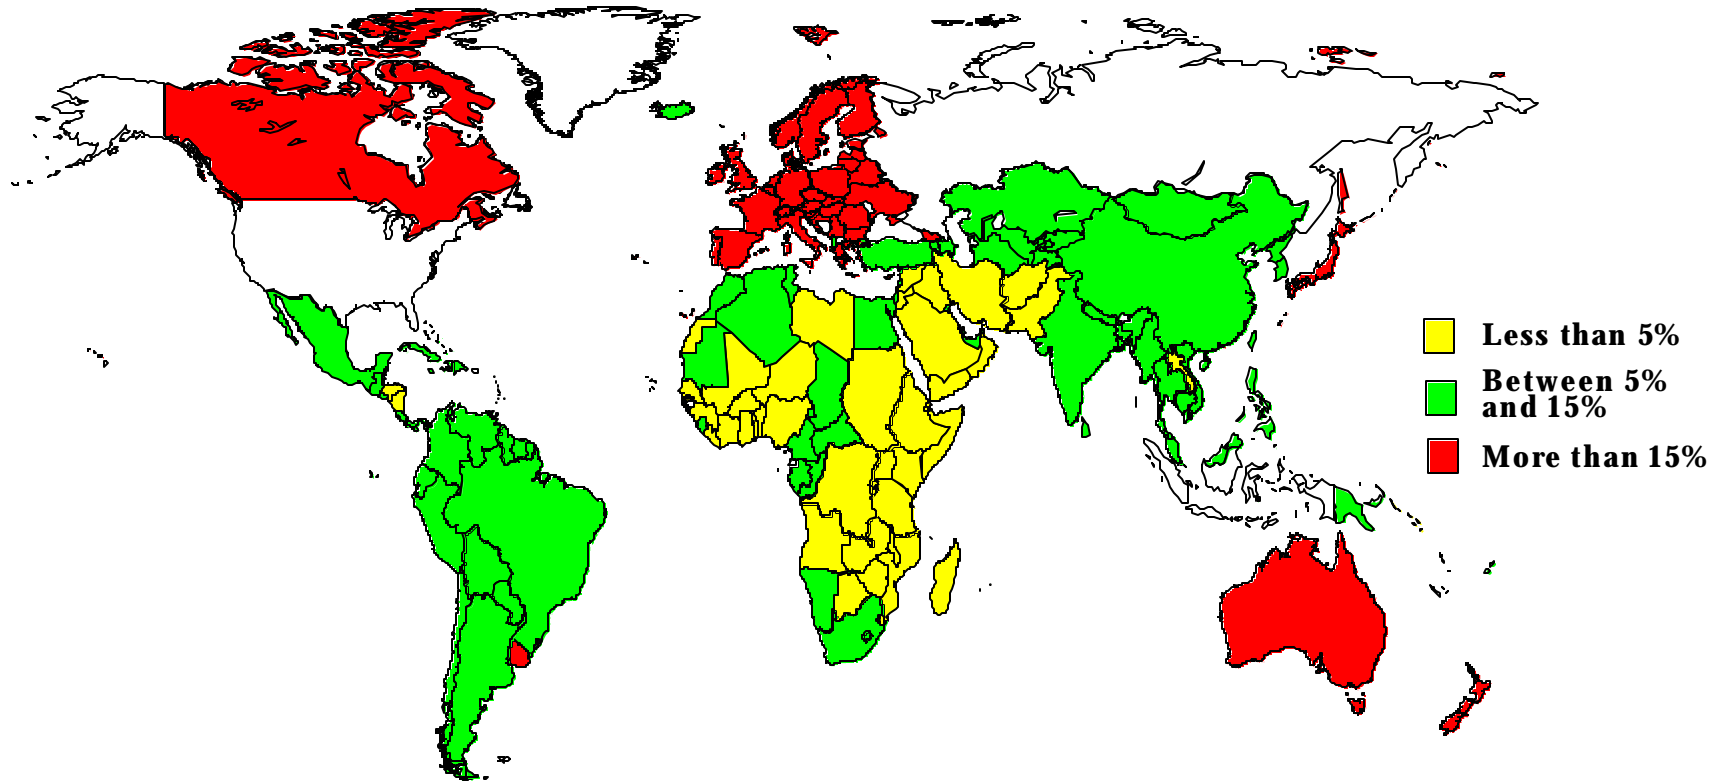 Less than 5%
Between 5%
and 15%
More than 15%